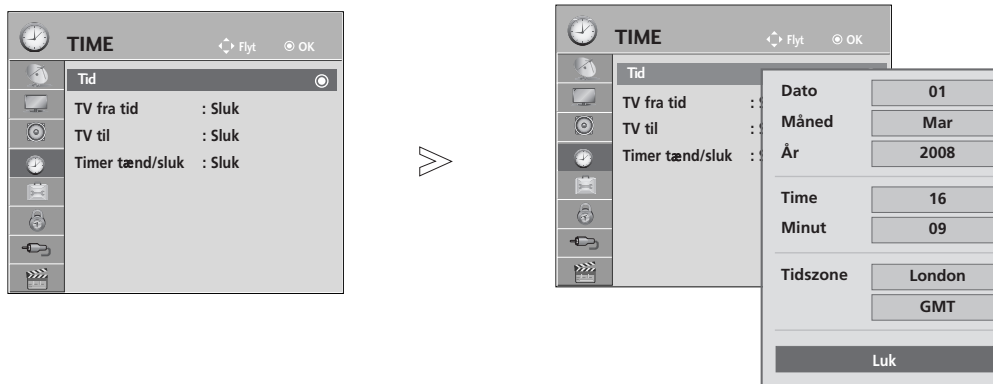 TIME
Flyt
OK
Tid
TV fra tid : Sluk
TV til : Sluk
Timer tænd/sluk : Sluk
TIME
Flyt
OK
Tid
TV fra tid :
TV til :
Timer tænd/sluk :
Dato 01
Måned Mar
År 2008
Time 16
Minut 09
Tidszone London
GMT
Luk